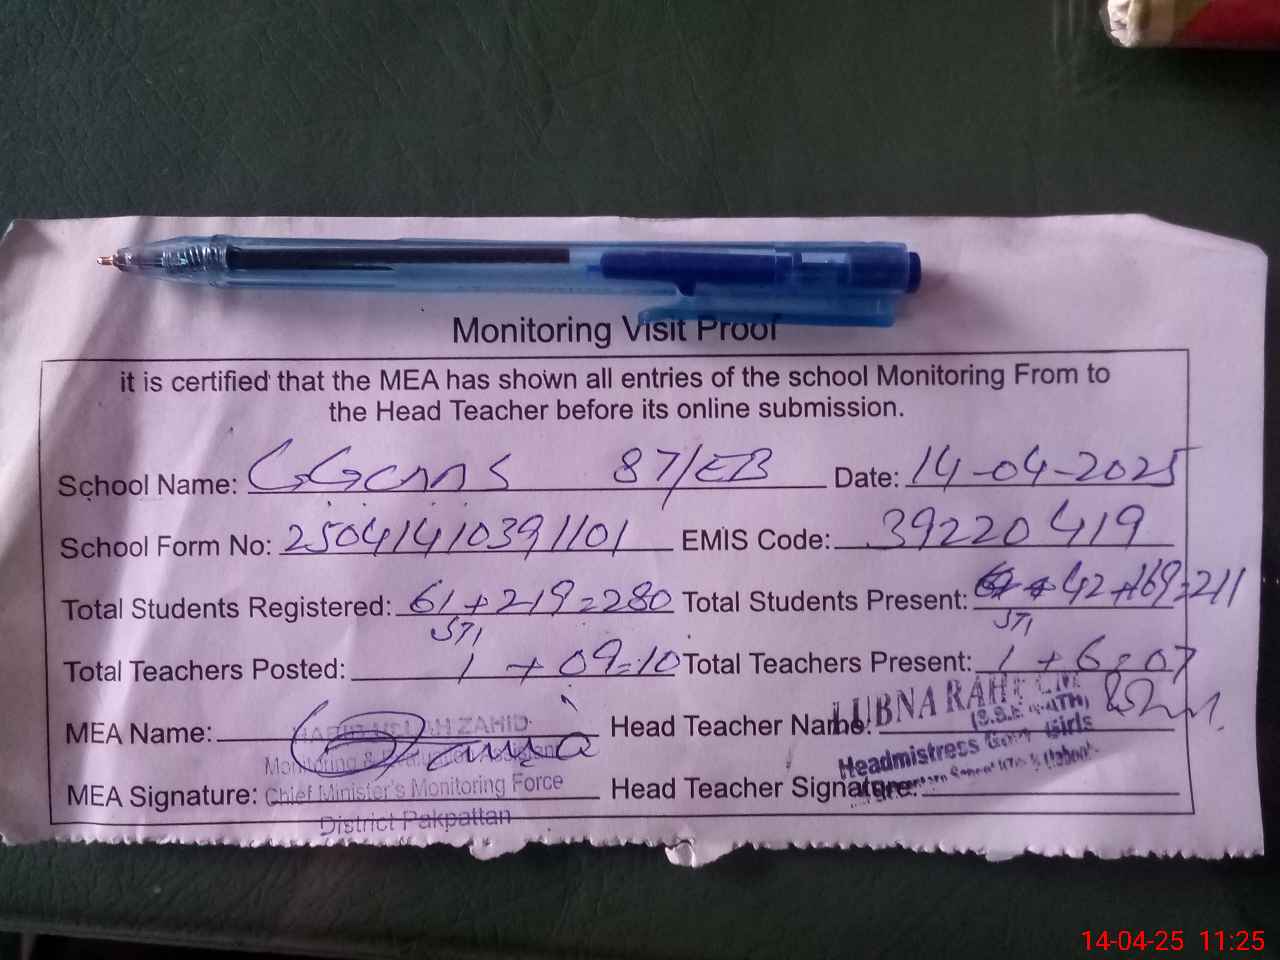 Monitoring Visit Proof
it is certified that the MEA has shown all entries of the school Monitoring From to
the Head Teacher before its online submission.
School Name: GGCMMS 87/EB Date: 14-04-2025
School Form No: 25041410391101 EMIS Code: 39220419
Total Students Registered: 61+219=280 Total Students Present: 42+169=211
STI STI
Total Teachers Posted: 1 + 09=10 Total Teachers Present: 1 + 6=07
MEA Name: ZAHID Head Teacher Name: LUBNA
Monitoring & Headmistress Girls
MEA Signature: Chief Minister's Monitoring Force Head Teacher Signature:
District Pakpattan
14-04-25 11:25